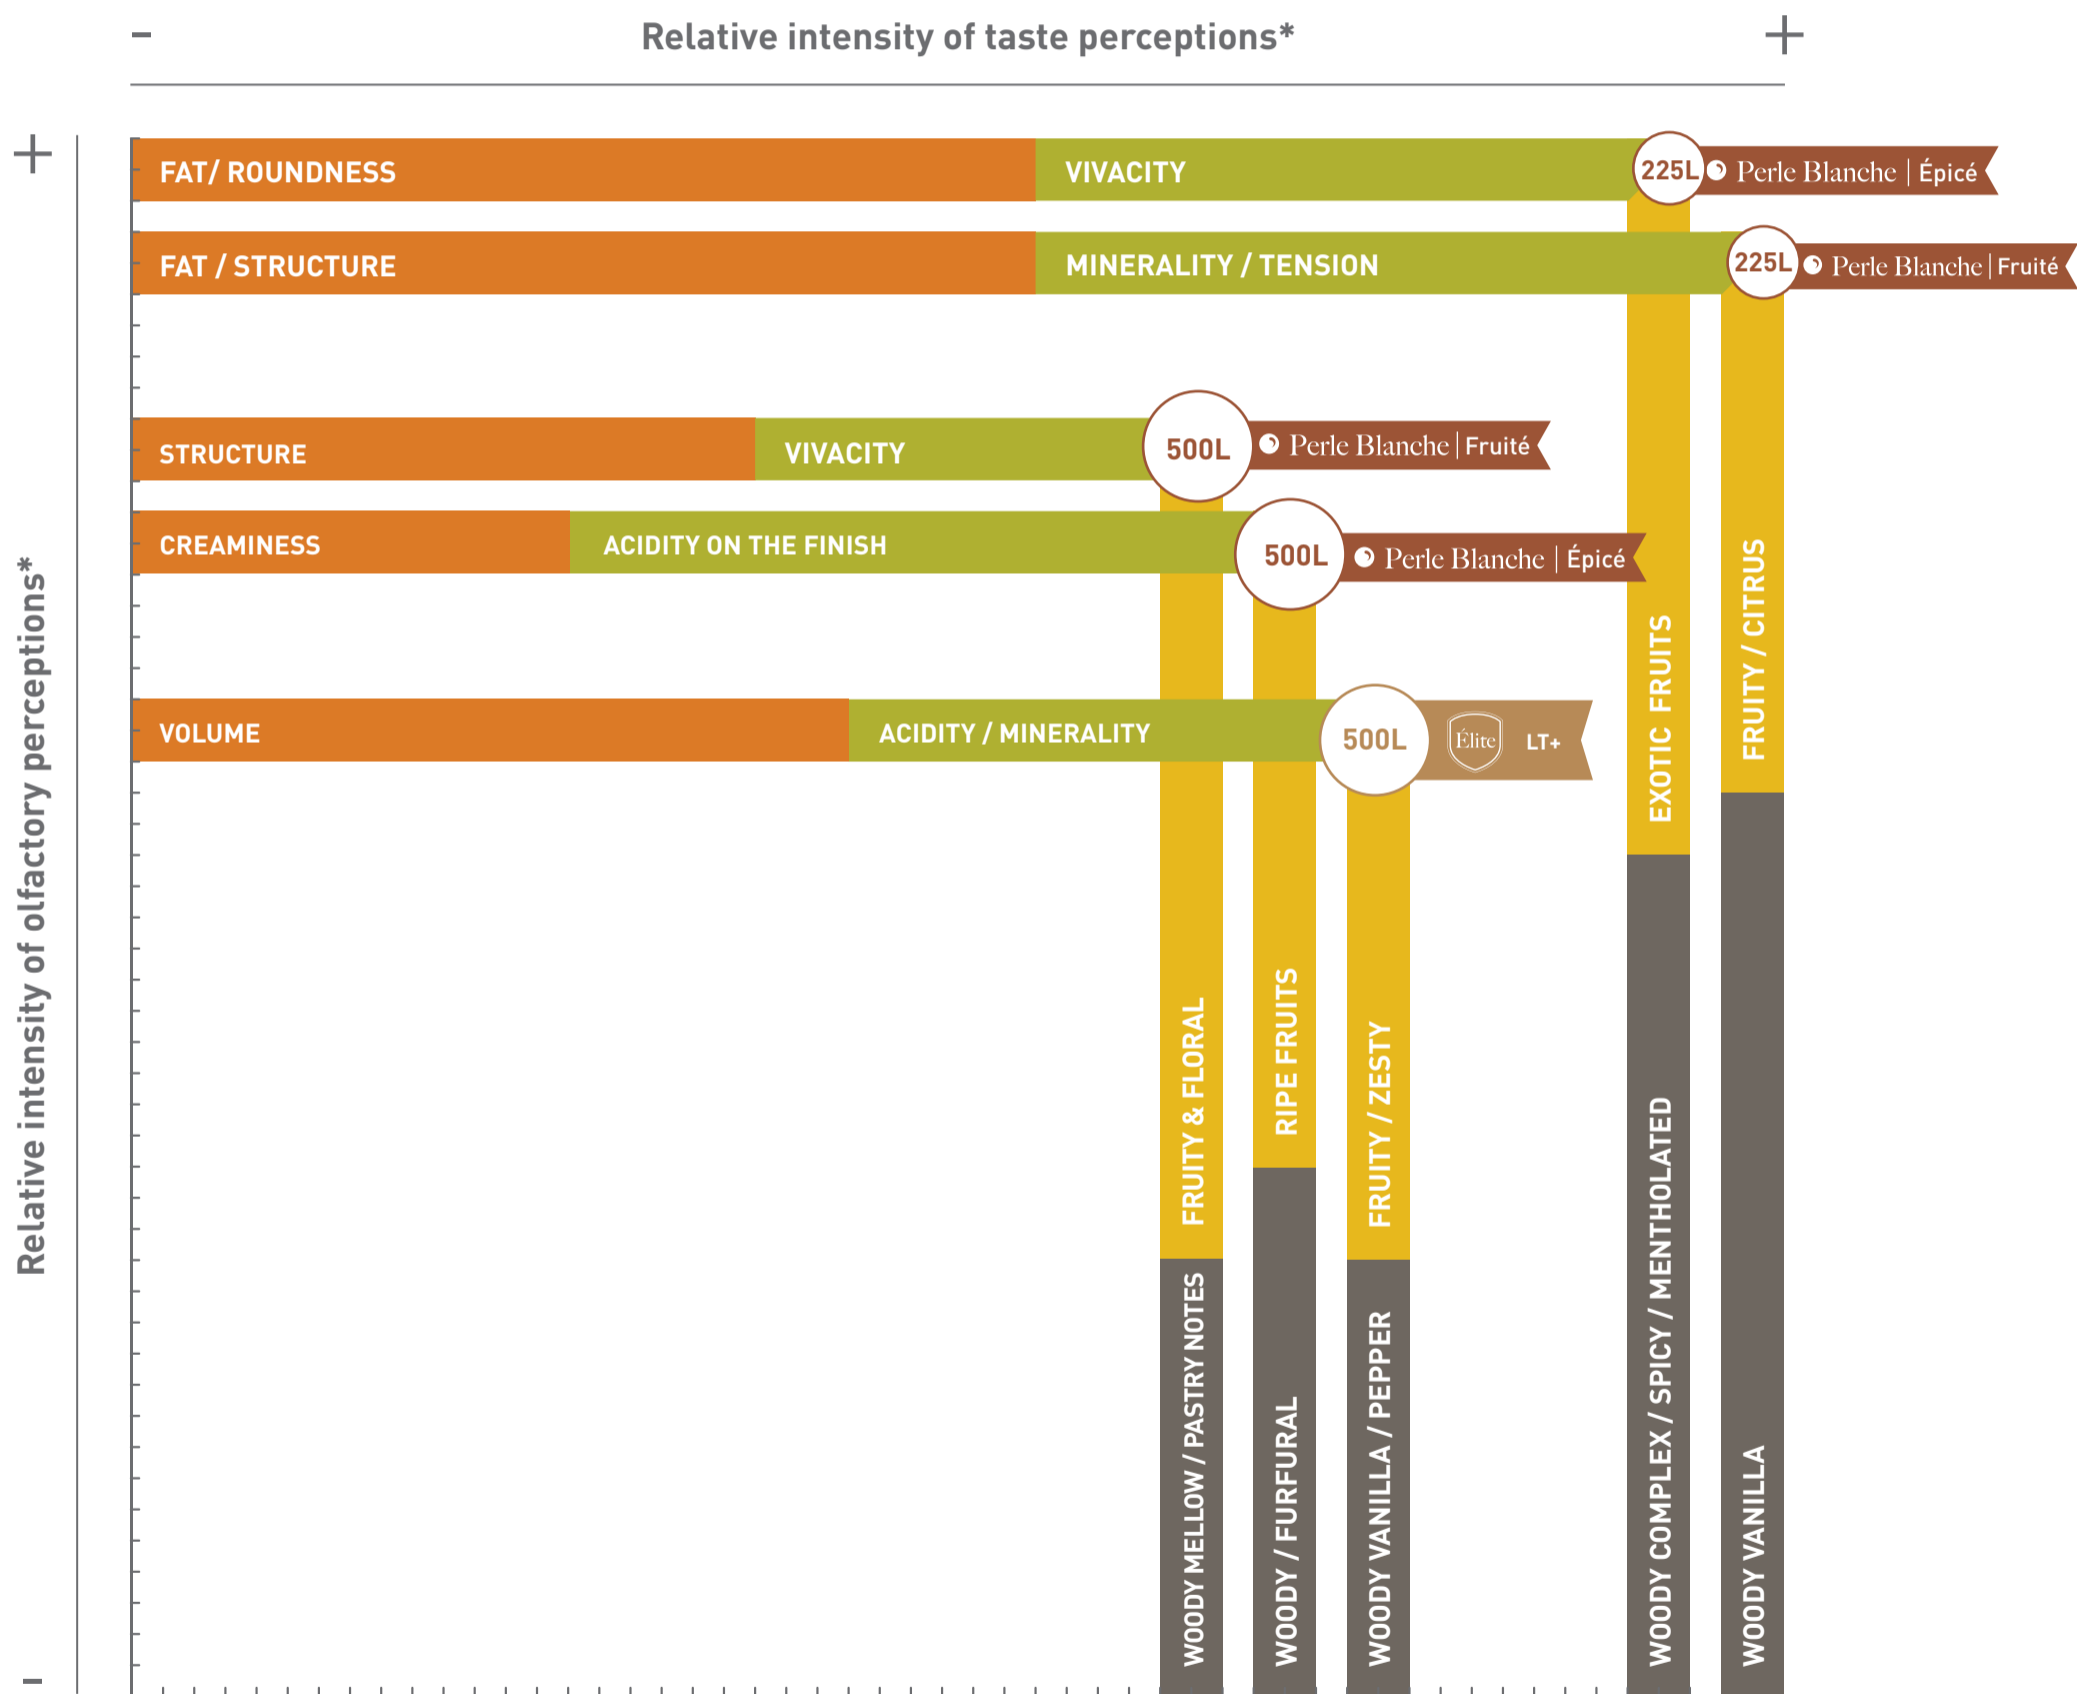 -
Relative intensity of taste perceptions*
+
+
Relative intensity of olfactory perceptions*
-
FAT/ ROUNDNESS
VIVACITY
225L
Perle Blanche | Épicé
FAT / STRUCTURE
MINERALITY / TENSION
225L
Perle Blanche | Fruité
STRUCTURE
VIVACITY
500L
Perle Blanche | Fruité
CREAMINESS
ACIDITY ON THE FINISH
500L
Perle Blanche | Épicé
VOLUME
ACIDITY / MINERALITY
500L
Élite
LT+
FRUITY & FLORAL
WOODY MELLOW / PASTRY NOTES
RIPE FRUITS
WOODY / FURFURAL
FRUITY / ZESTY
WOODY VANILLA / PEPPER
EXOTIC FRUITS
WOODY COMPLEX / SPICY / MENTHOLATED
FRUITY / CITRUS
WOODY VANILLA